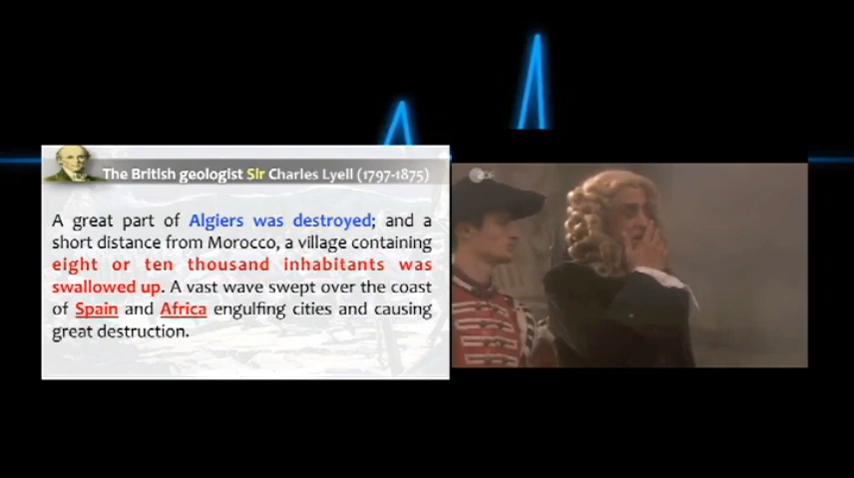 The British geologist Sir Charles Lyell (1797-1875)
A great part of Algiers was destroyed; and a
short distance from Morocco, a village containing
eight or ten thousand inhabitants was
swallowed up. A vast wave swept over the coast
of Spain and Africa engulfing cities and causing
great destruction.
ZDF